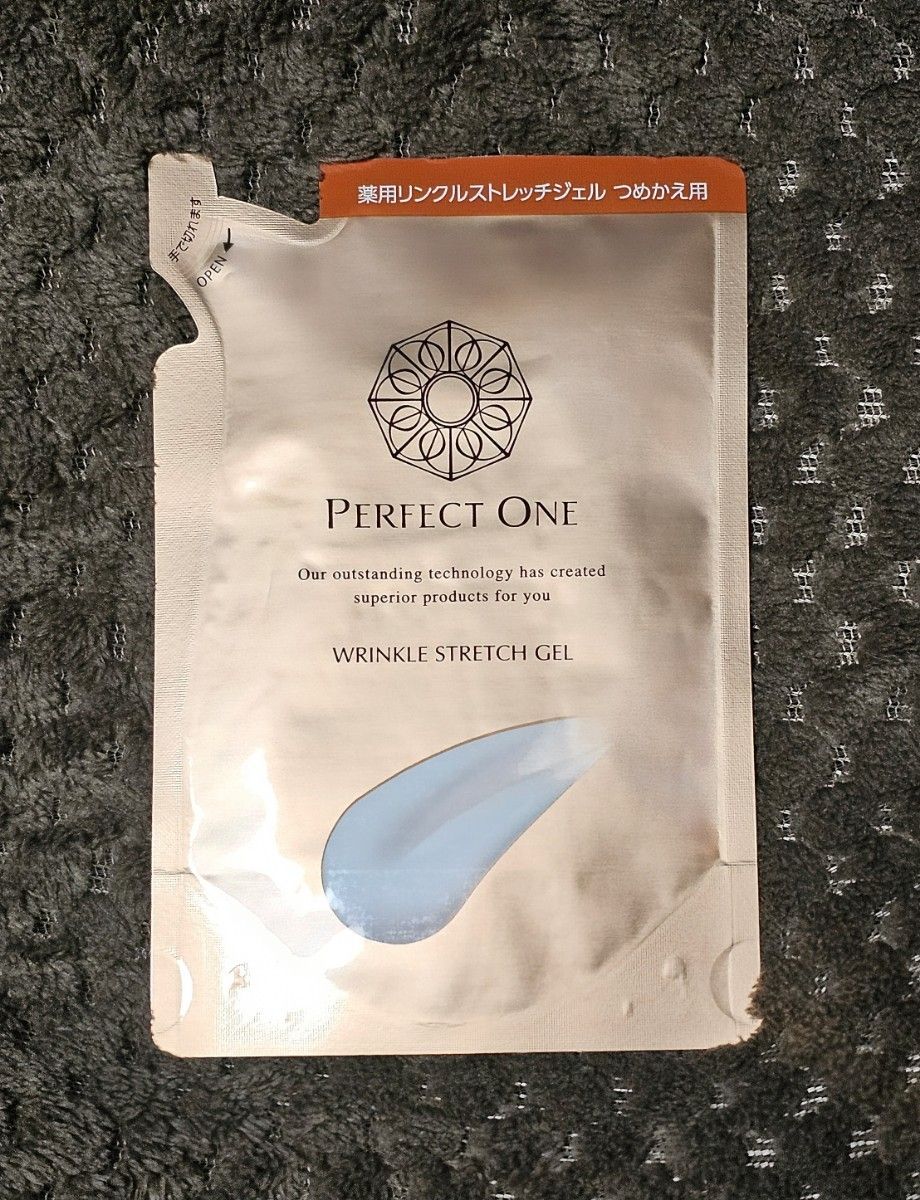 薬用リンクルストレッチジェル つめかえ用
手で切れます
OPEN
PERFECT ONE
Our outstanding technology has created
superior products for you
WRINKLE STRETCH GEL